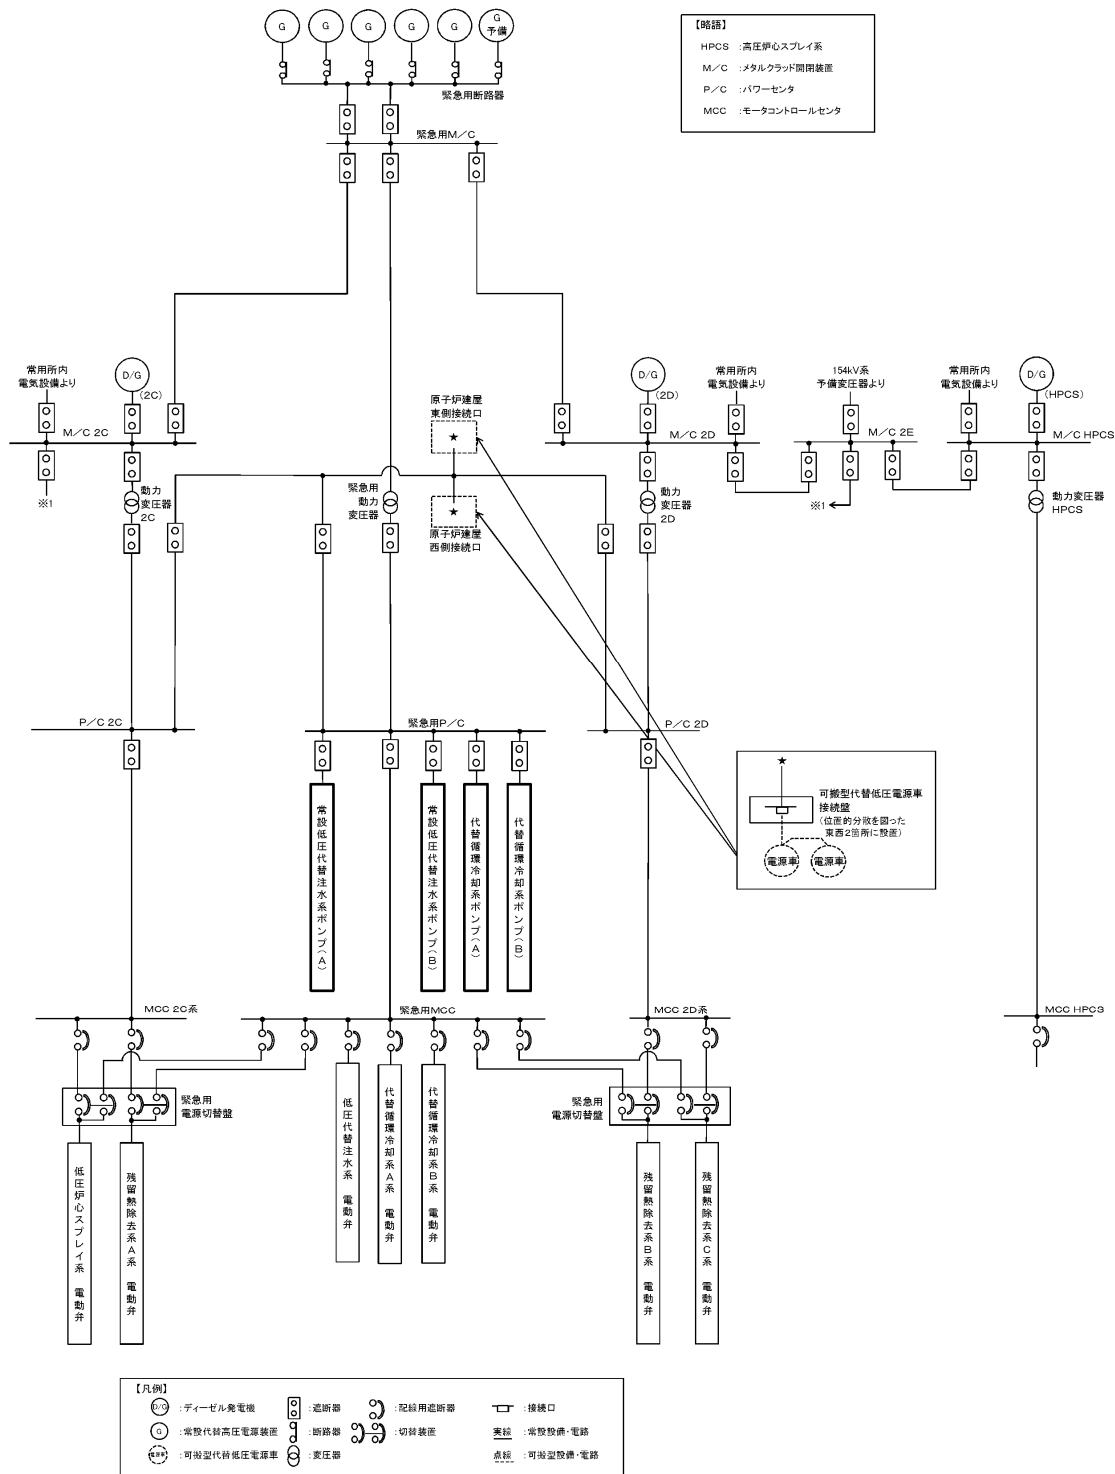 G
G
G
G
G
G
予備
緊急用断路器
緊急用M/C
【略語】
HPCS :高圧炉心スプレイ系
M/C :メタルクラッド開閉装置
P/C :パワーセンタ
MCC :モータコントロールセンタ
常用所内
電気設備より
D/G
(2C)
M/C 2C
※1
動力
変圧器
2C
原子炉建屋
東側接続口
★
緊急用
動力
変圧器
★
原子炉建屋
西側接続口
D/G
(2D)
M/C 2D
動力
変圧器
2D
常用所内
電気設備より
154kV系
予備変圧器より
M/C 2E
※1
常用所内
電気設備より
D/G
(HPCS)
M/C HPCS
動力変圧器
HPCS
P/C 2C
緊急用P/C
P/C 2D
常設低圧代替注水系ポンプ(A)
常設低圧代替注水系ポンプ(B)
代替循環冷却系ポンプ(A)
代替循環冷却系ポンプ(B)
★
可搬型代替低圧電源車
接続盤
(位置的分散を図った
東西2箇所に設置)
電源車
電源車
MCC 2C系
緊急用MCC
MCC 2D系
MCC HPCS
緊急用
電源切替盤
緊急用
電源切替盤
低圧炉心スプレイ系 電動弁
残留熱除去系A系 電動弁
低圧代替注水系 電動弁
代替循環冷却系A系 電動弁
代替循環冷却系B系 電動弁
残留熱除去系B系 電動弁
残留熱除去系C系 電動弁
【凡例】
D/G :ディーゼル発電機
:遮断器
:配線用遮断器
:接続口
G :常設代替高圧電源装置
:断路器
:切替装置
実線 :常設設備・電路
電源車 :可搬型代替低圧電源車
:変圧器
点線 :可搬型設備・電路